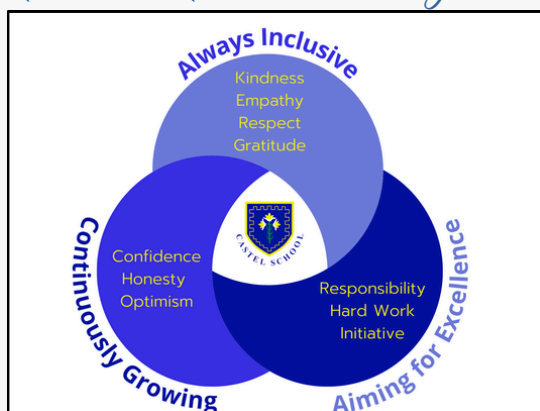 Always Inclusive
Kindness
Empathy
Respect
Gratitude
CASTEL SCHOOL
Continuously Growing
Confidence
Honesty
Optimism
Responsibility
Hard Work
Initiative
Aiming for Excellence